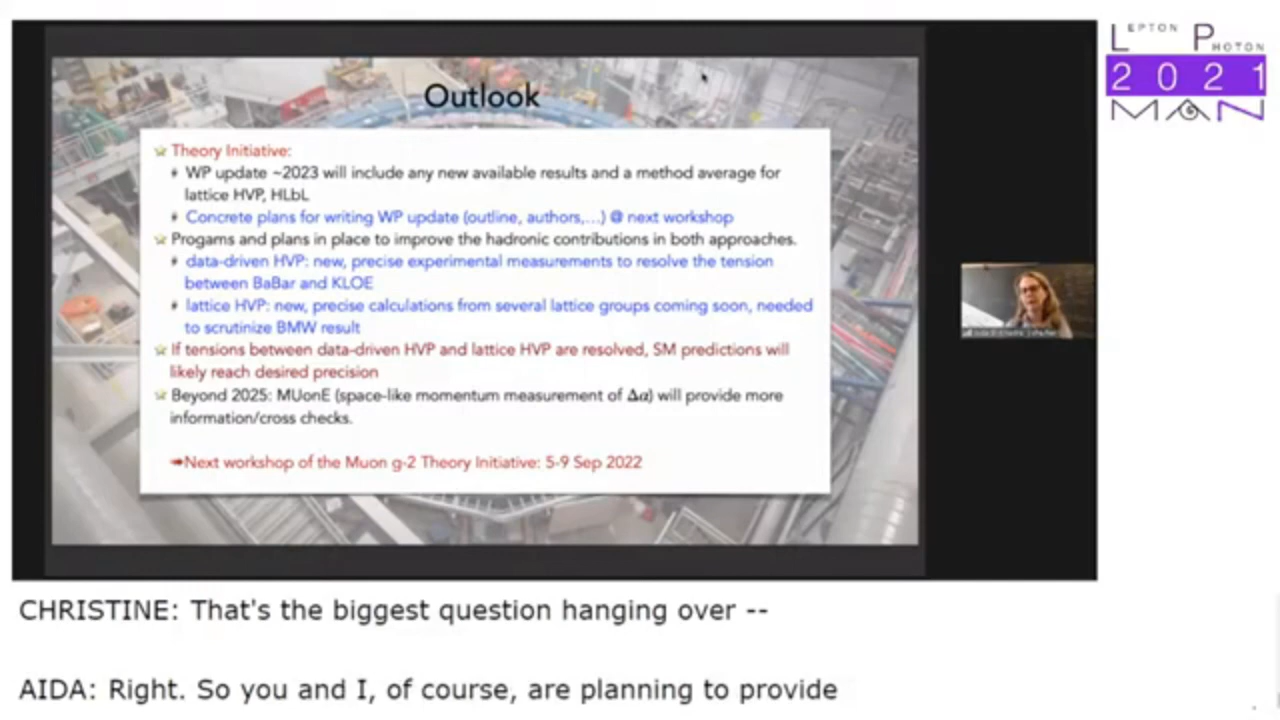 LEPTON PHOTON
2021
MAN
Outlook
Theory Initiative:
WP update ~2023 will include any new available results and a method average for
lattice HVP, HLbL
Concrete plans for writing WP update (outline, authors,...) @ next workshop
Progams and plans in place to improve the hadronic contributions in both approaches.
data-driven HVP: new, precise experimental measurements to resolve the tension
between BaBar and KLOE
lattice HVP: new, precise calculations from several lattice groups coming soon, needed
to scrutinize BMW result
If tensions between data-driven HVP and lattice HVP are resolved, SM predictions will
likely reach desired precision
Beyond 2025: MUonE (space-like momentum measurement of Δα) will provide more
information/cross checks.
➡Next workshop of the Muon g-2 Theory Initiative: 5-9 Sep 2022
CHRISTINE: That's the biggest question hanging over --
AIDA: Right. So you and I, of course, are planning to provide